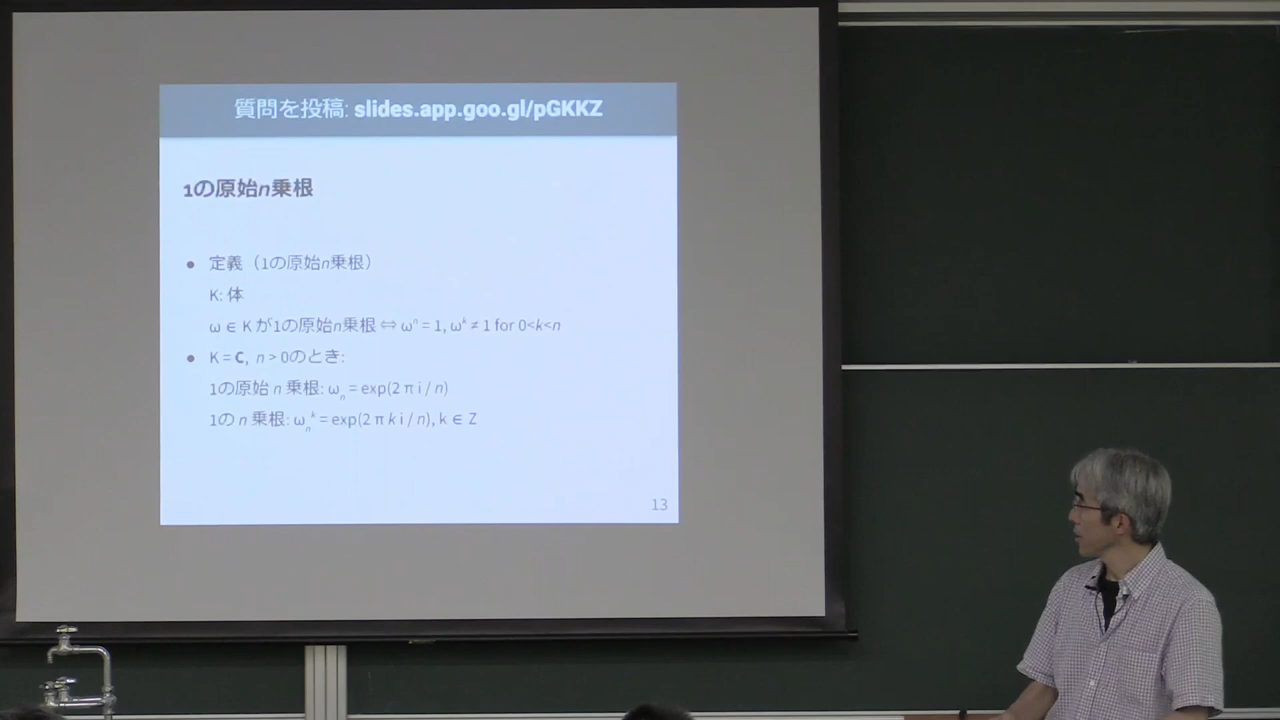 質問を投稿: slides.app.goo.gl/pGKKZ
1の原始n乗根
● 定義（1の原始n乗根）
K: 体
ω ∈ K が1の原始n乗根 ⇔ ωⁿ = 1, ωᵏ ≠ 1 for 0<k<n
● K = C, n > 0のとき:
1の原始 n 乗根: ωₙ = exp(2 π i / n)
1の n 乗根: ωₙᵏ = exp(2 π k i / n), k ∈ Z
13